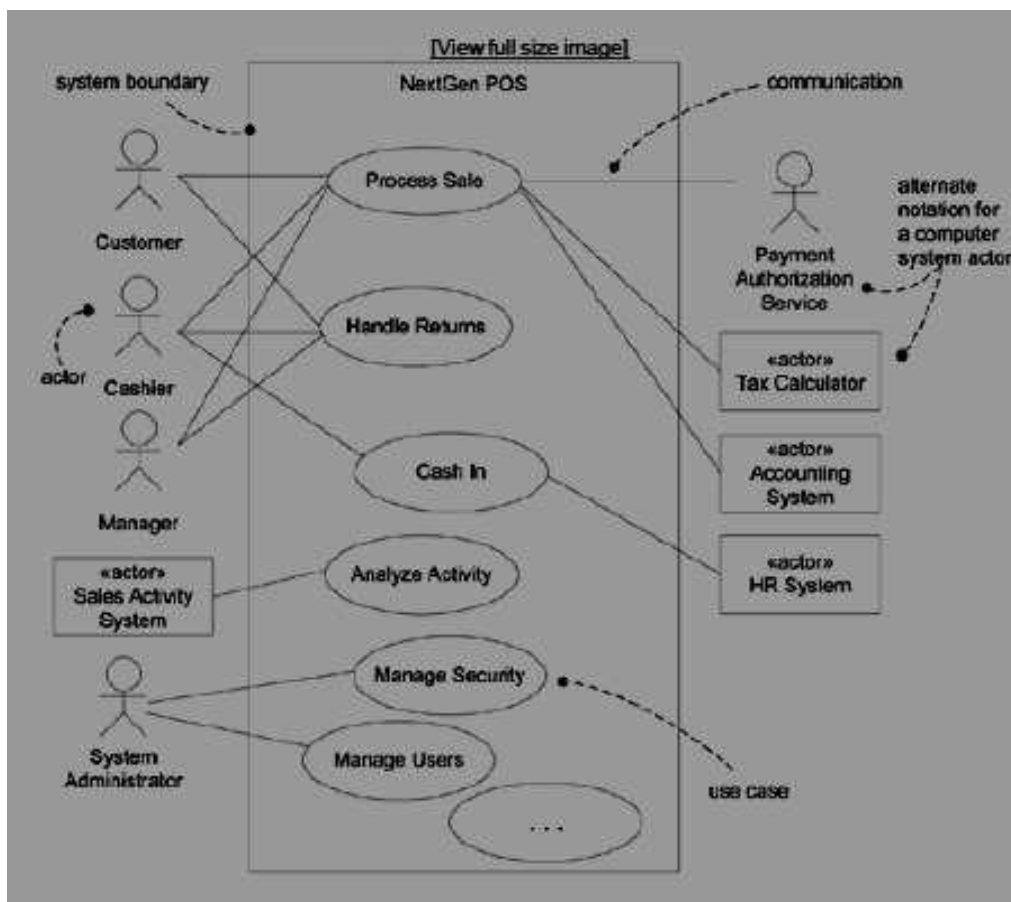 [View full size image]
system boundary
NextGen POS
communication
Process Sale
alternate
notation for
a computer
system actor
Customer
Payment
Authorization
Service
Handle Returns
actor
Cashier
«actor»
Tax Calculator
Cash In
«actor»
Accounting
System
Manager
«actor»
Sales Activity
System
Analyze Activity
«actor»
HR System
Manage Security
System
Administrator
Manage Users
use case
. . .